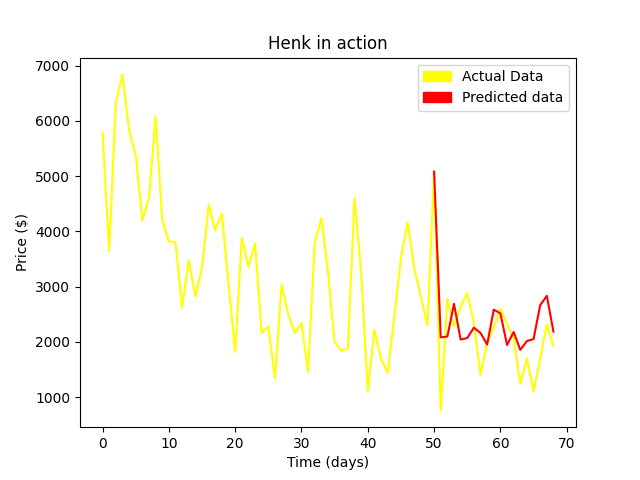 Henk in action
Actual Data
Predicted data
Price ($)
7000
6000
5000
4000
3000
2000
1000
0 10 20 30 40 50 60 70
Time (days)